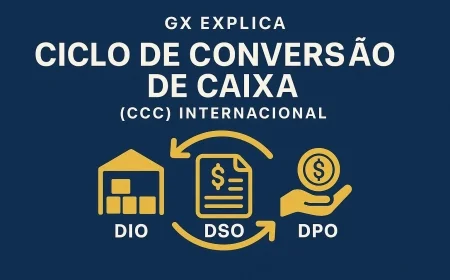 GX EXPLICA
CICLO DE CONVERSÃO
DE CAIXA
(CCC) INTERNACIONAL
$
$
DIO
DSO
DPO